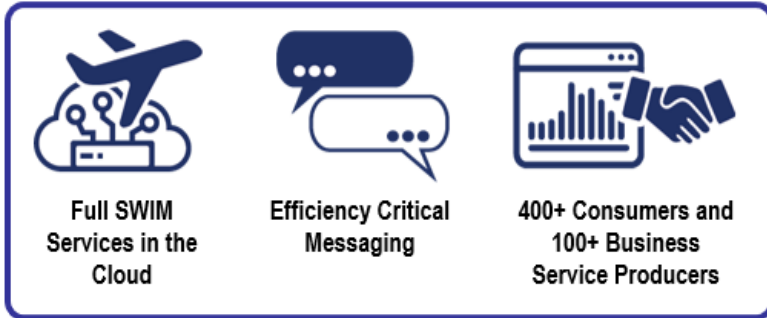 Full SWIM
Services in the
Cloud
Efficiency Critical
Messaging
400+ Consumers and
100+ Business
Service Producers